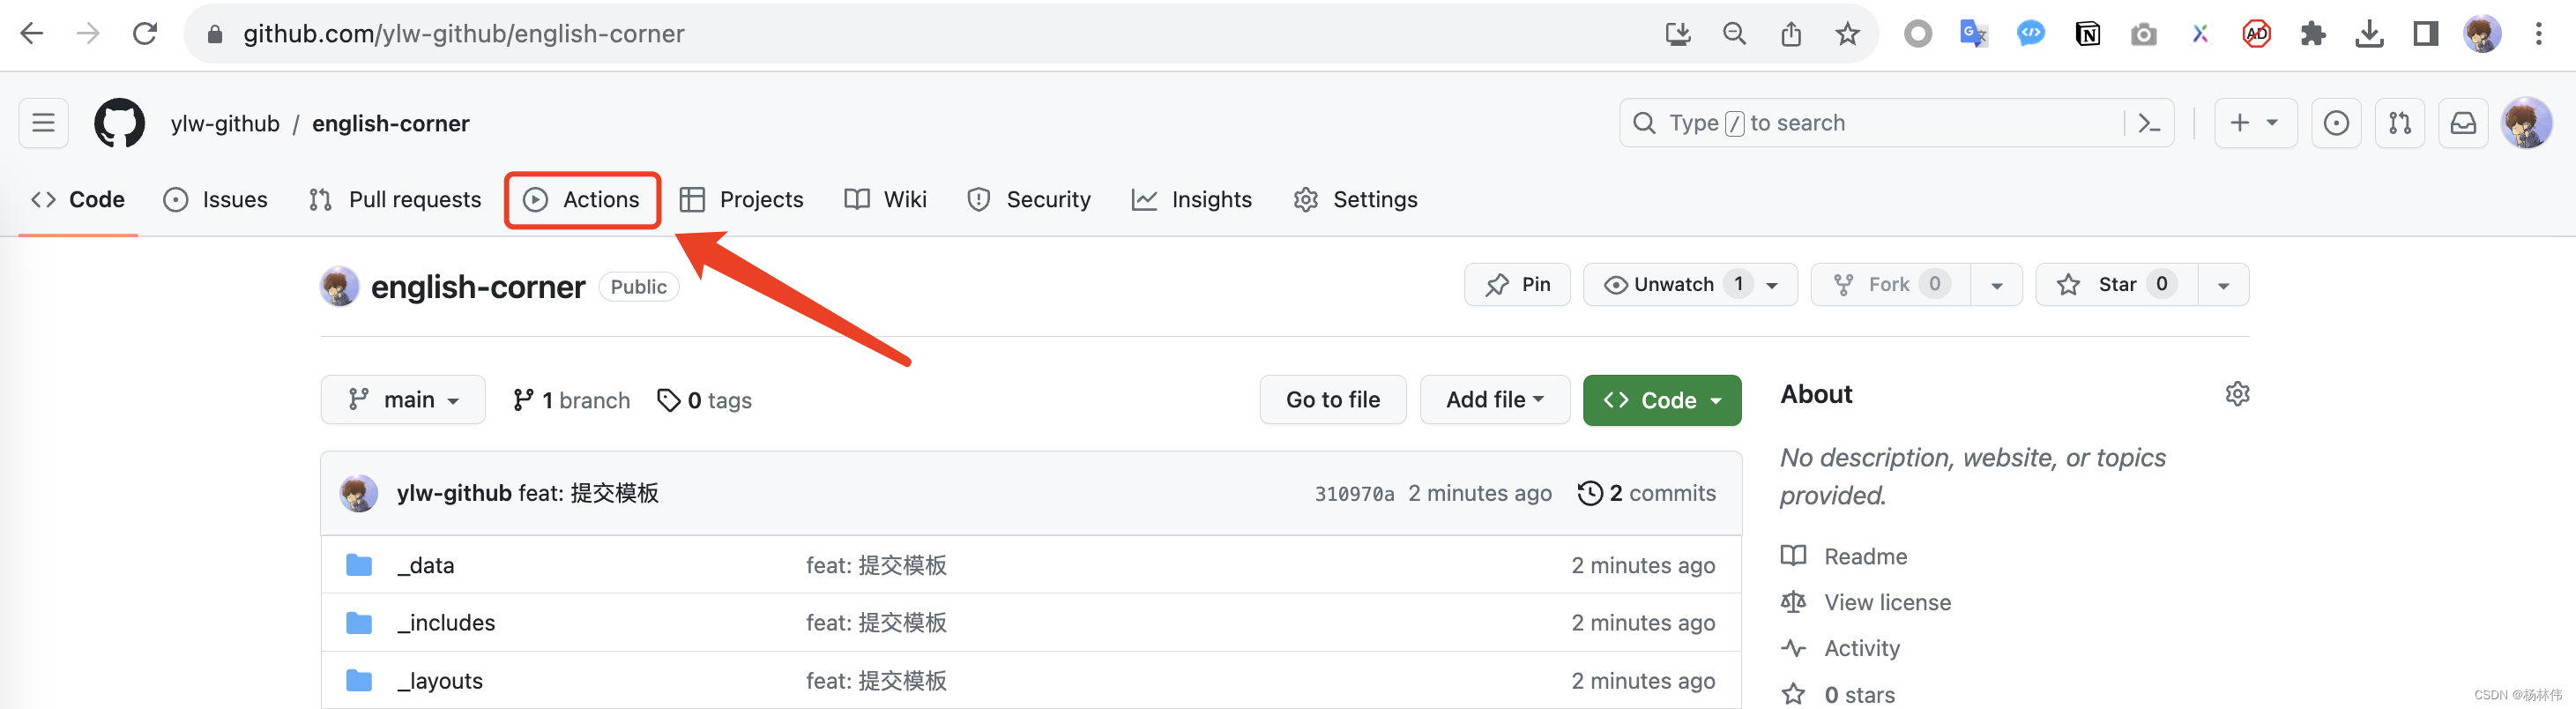 github.com/ylw-github/english-corner
ylw-github / english-corner
Type / to search
Code Issues Pull requests Actions Projects Wiki Security Insights Settings
english-corner Public
Pin Unwatch 1 Fork 0 Star 0
main 1 branch 0 tags Go to file Add file Code
About
No description, website, or topics
provided.
ylw-github feat: 提交模板 310970a 2 minutes ago 2 commits
_data feat: 提交模板 2 minutes ago
_includes feat: 提交模板 2 minutes ago
_layouts feat: 提交模板 2 minutes ago
Readme
View license
Activity
0 stars
CSDN @杨林伟